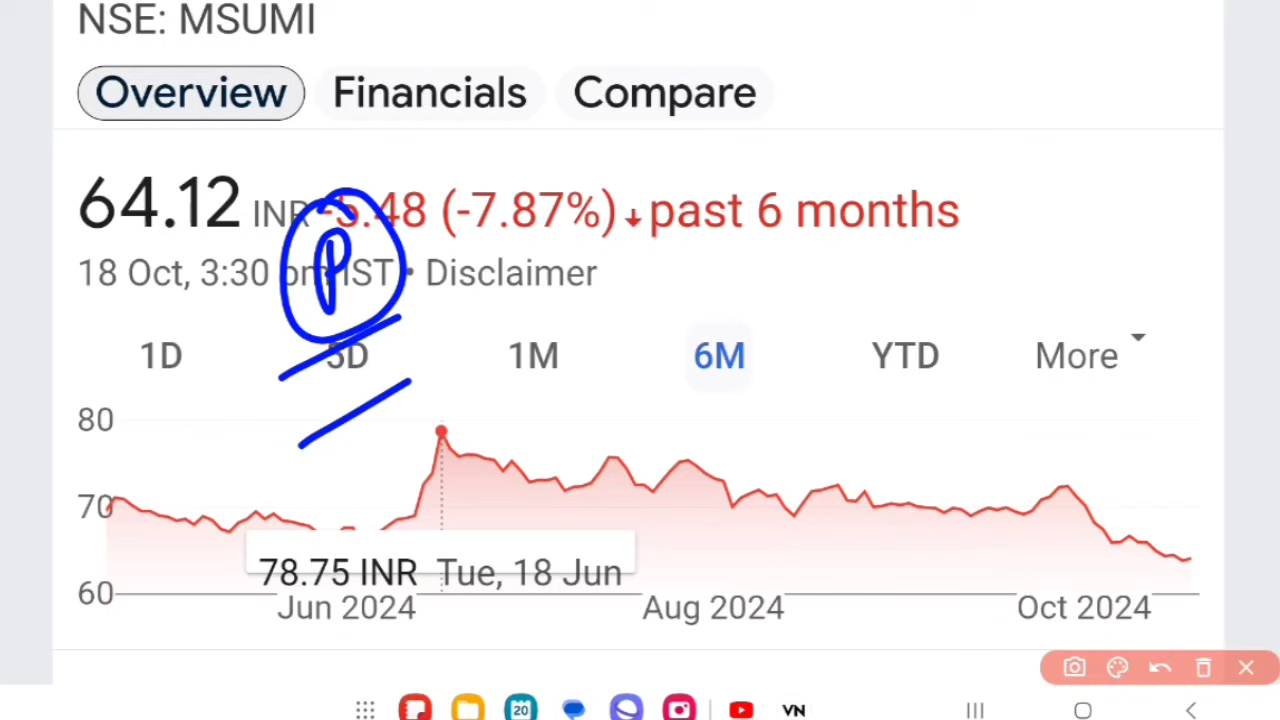 NSE: MSUMI
Overview Financials Compare
64.12 INR -5.48 (-7.87%) ↓ past 6 months
18 Oct, 3:30 pm IST • Disclaimer
P
1D 5D 1M 6M YTD More
80
70
78.75 INR Tue, 18 Jun
60
Jun 2024 Aug 2024 Oct 2024
20 VN